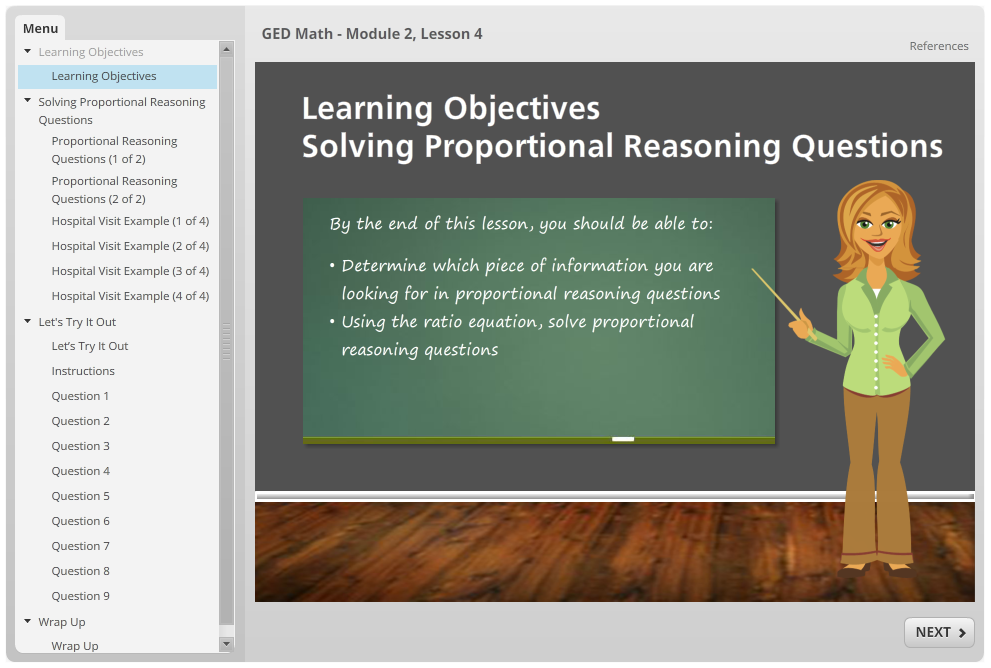 Menu
Learning Objectives
Learning Objectives
Solving Proportional Reasoning
Questions
Proportional Reasoning
Questions (1 of 2)
Proportional Reasoning
Questions (2 of 2)
Hospital Visit Example (1 of 4)
Hospital Visit Example (2 of 4)
Hospital Visit Example (3 of 4)
Hospital Visit Example (4 of 4)
Let's Try It Out
Let's Try It Out
Instructions
Question 1
Question 2
Question 3
Question 4
Question 5
Question 6
Question 7
Question 8
Question 9
Wrap Up
Wrap Up
GED Math - Module 2, Lesson 4
References
Learning Objectives
Solving Proportional Reasoning Questions
By the end of this lesson, you should be able to:
• Determine which piece of information you are
looking for in proportional reasoning questions
• Using the ratio equation, solve proportional
reasoning questions
NEXT